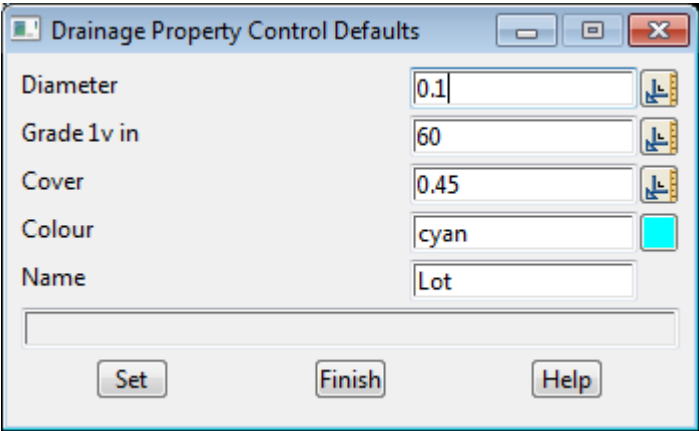 Drainage Property Control Defaults
Diameter 0.1
Grade 1v in 60
Cover 0.45
Colour cyan
Name Lot
Set Finish Help